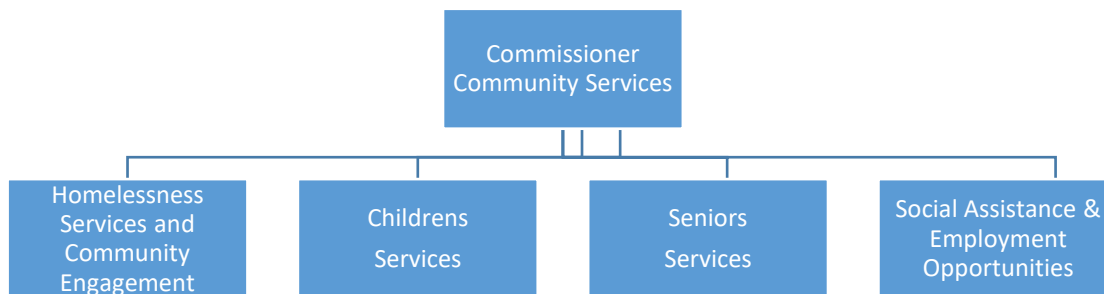 Commissioner
Community Services
Homelessness
Services and
Community
Engagement
Childrens
Services
Seniors
Services
Social Assistance &
Employment
Opportunities